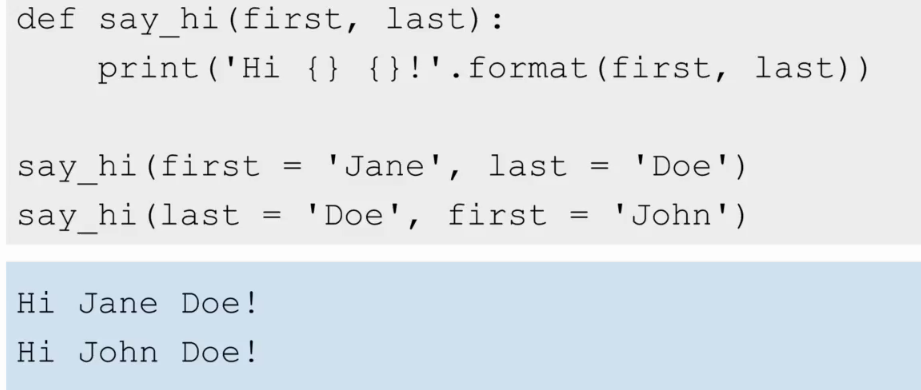 def say_hi(first, last):
    print('Hi {} {}!'.format(first, last))
say_hi(first = 'Jane', last = 'Doe')
say_hi(last = 'Doe', first = 'John')
Hi Jane Doe!
Hi John Doe!